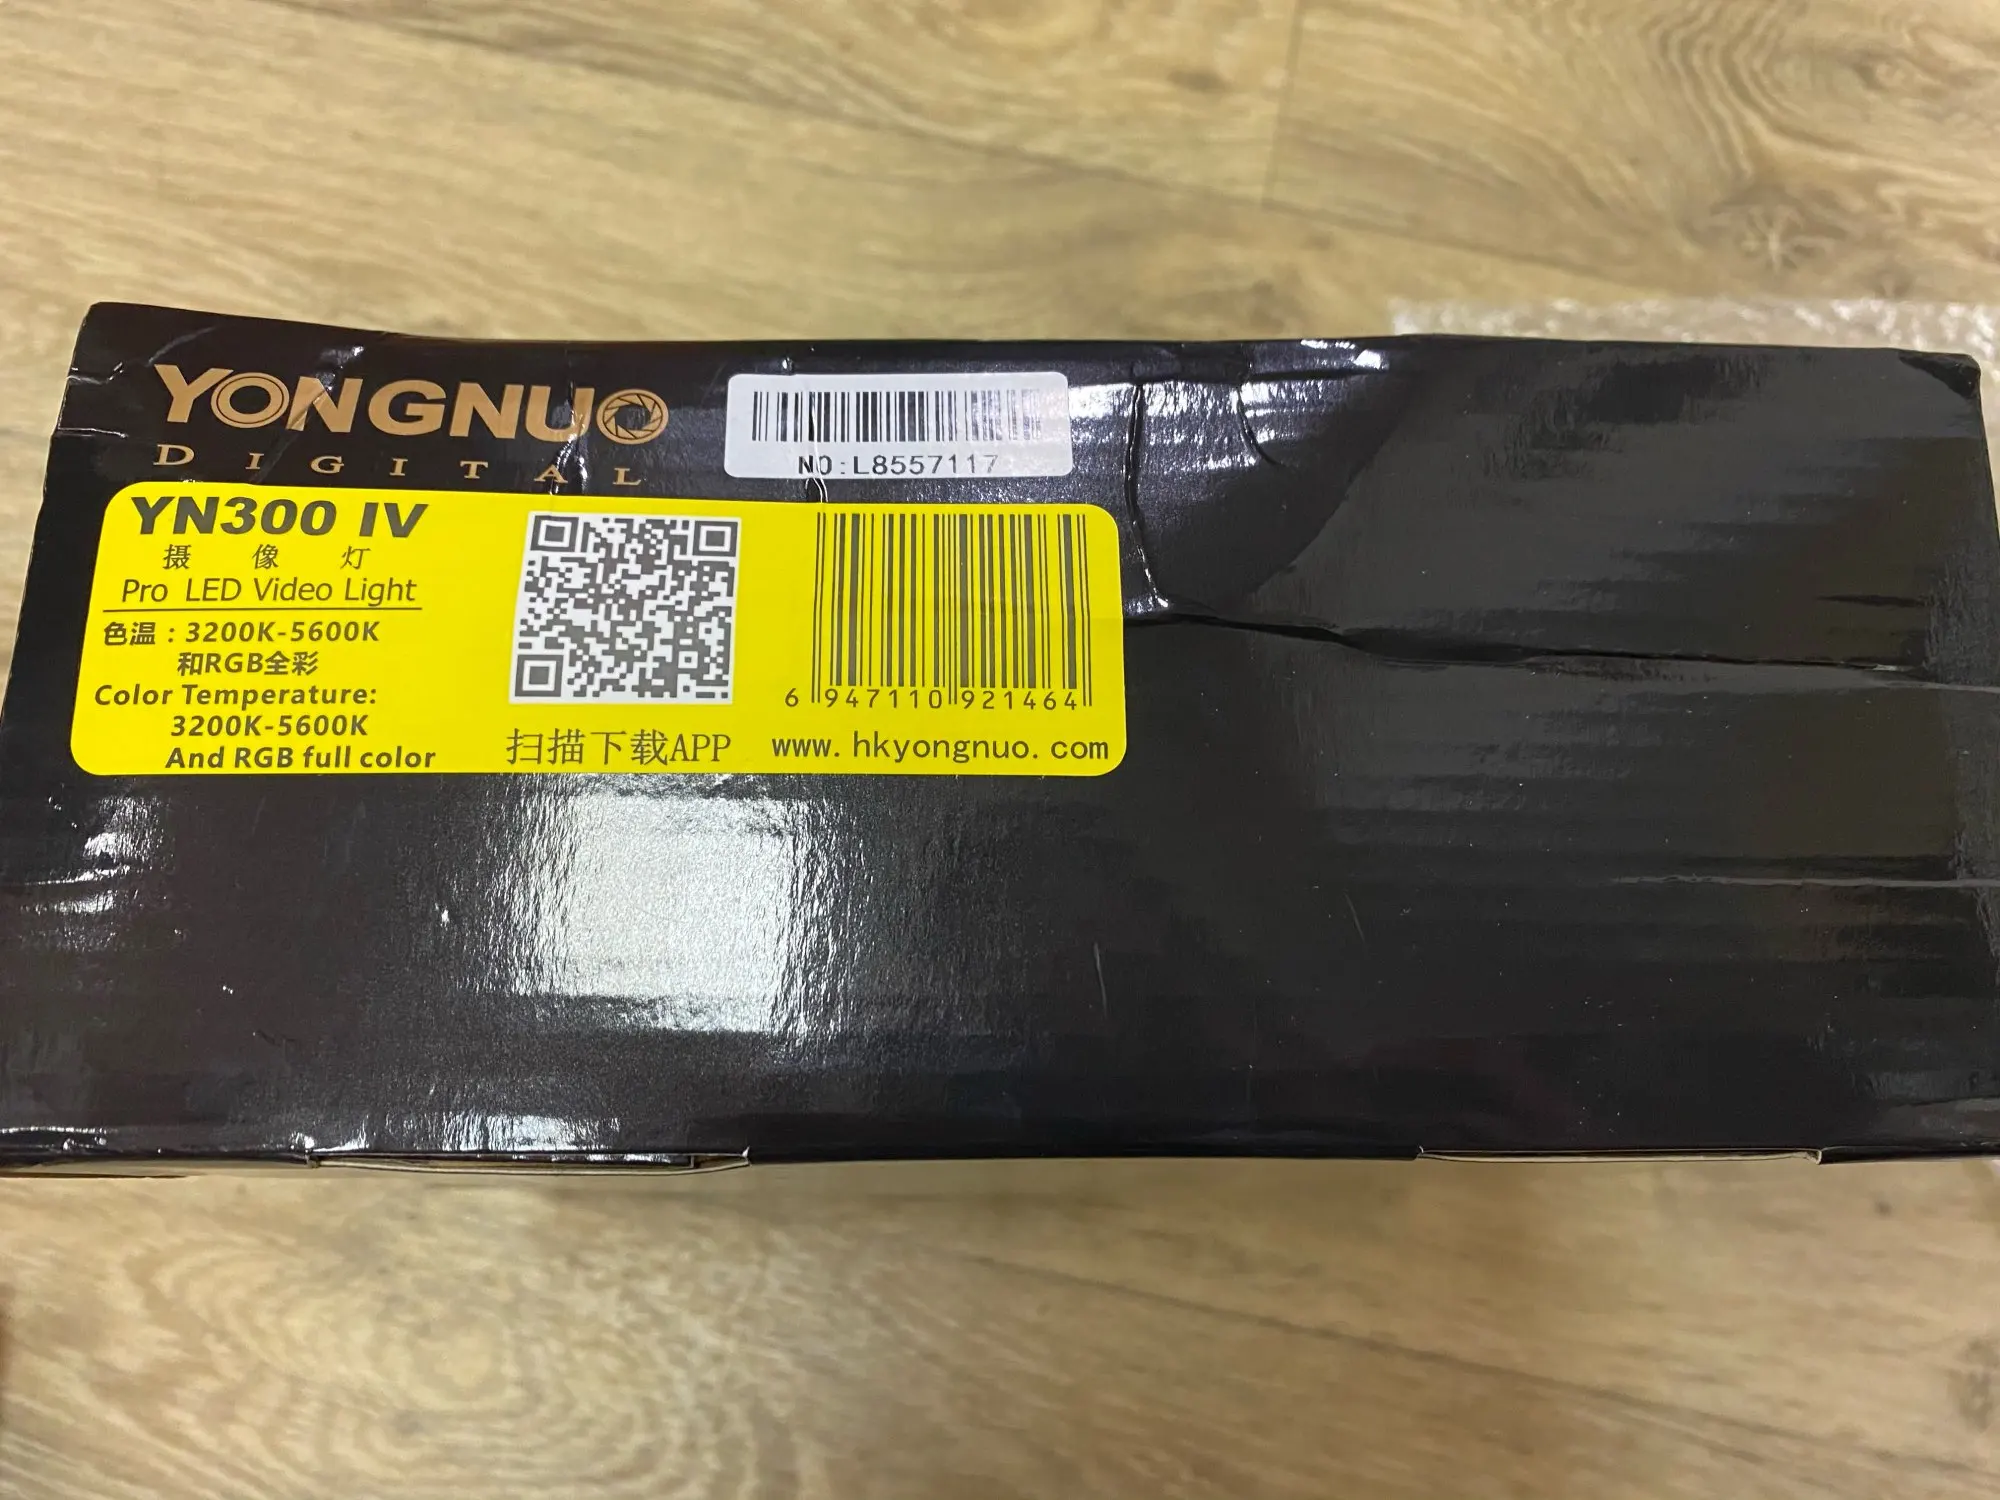 YONGNUO
DIGITAL
NO:L8557117
YN300 IV
摄 像 灯
Pro LED Video Light
色温：3200K-5600K
和RGB全彩
Color Temperature:
3200K-5600K
And RGB full color
扫描下载APP
6 947110 921464
www.hkyongnuo.com